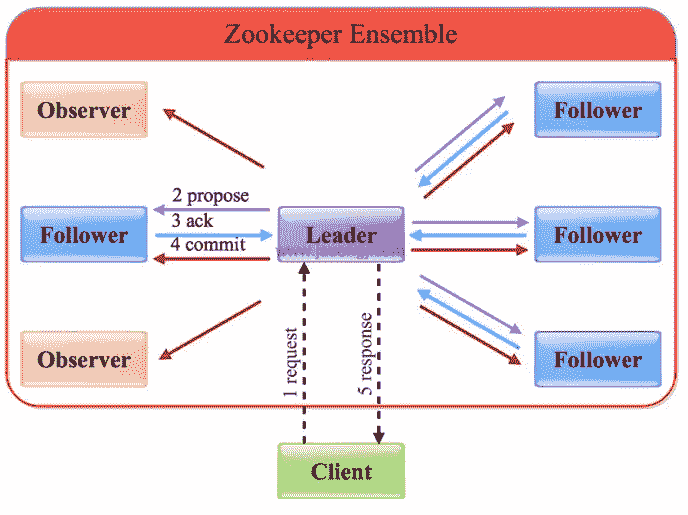 Zookeeper Ensemble
Observer
Follower
2 propose
3 ack
4 commit
Follower
Leader
Follower
Observer
Follower
1 request
5 response
Client